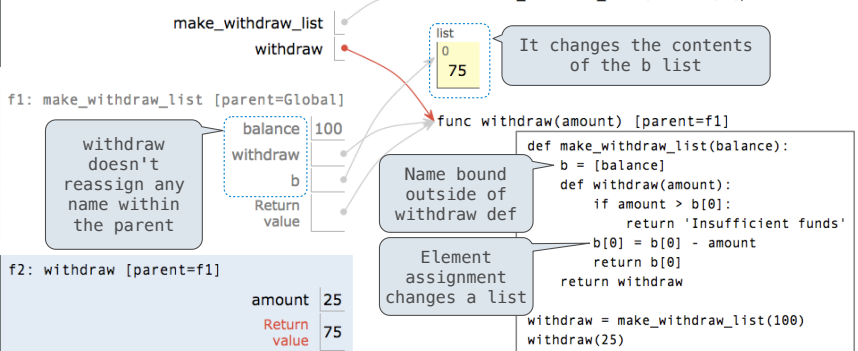 make_withdraw_list
withdraw
list
0
75
It changes the contents
of the b list
f1: make_withdraw_list [parent=Global]
balance 100
withdraw
b
Return
value
withdraw
doesn't
reassign any
name within
the parent
func withdraw(amount) [parent=f1]
Name bound
outside of
withdraw def
Element
assignment
changes a list
def make_withdraw_list(balance):
    b = [balance]
    def withdraw(amount):
        if amount > b[0]:
            return 'Insufficient funds'
        b[0] = b[0] - amount
        return b[0]
    return withdraw
withdraw = make_withdraw_list(100)
withdraw(25)
f2: withdraw [parent=f1]
amount 25
Return
value 75